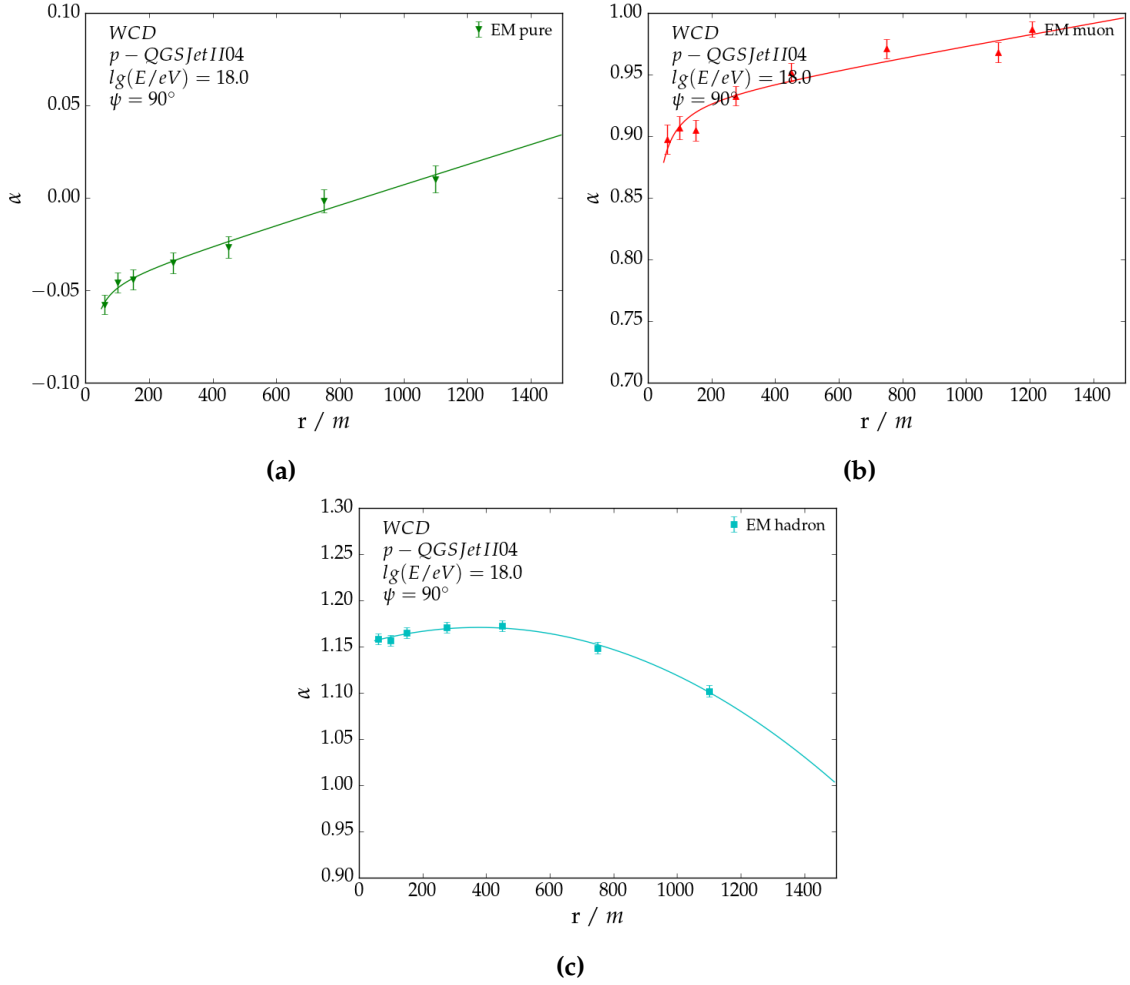 0.10
0.05
0.00
−0.05
−0.10
α
WCD
p − QGSJetII04
lg(E/eV) = 18.0
ψ = 90°
EM pure
0 200 400 600 800 1000 1200 1400
r / m
(a)
1.00
0.95
0.90
0.85
0.80
0.75
0.70
α
WCD
p − QGSJetII04
lg(E/eV) = 18.0
ψ = 90°
EM muon
0 200 400 600 800 1000 1200 1400
r / m
(b)
1.30
1.25
1.20
1.15
1.10
1.05
1.00
0.95
0.90
α
WCD
p − QGSJetII04
lg(E/eV) = 18.0
ψ = 90°
EM hadron
0 200 400 600 800 1000 1200 1400
r / m
(c)